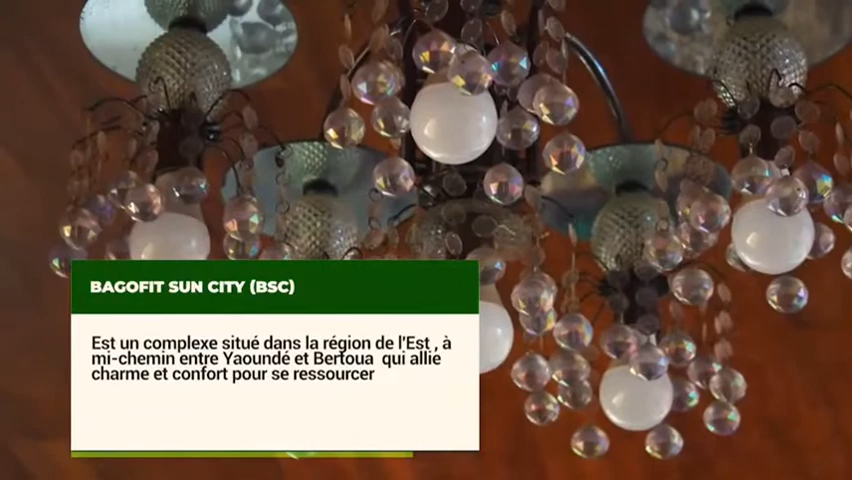 BAGOFIT SUN CITY (BSC)
Est un complexe situé dans la région de l'Est , à
mi-chemin entre Yaoundé et Bertoua qui allie
charme et confort pour se ressourcer